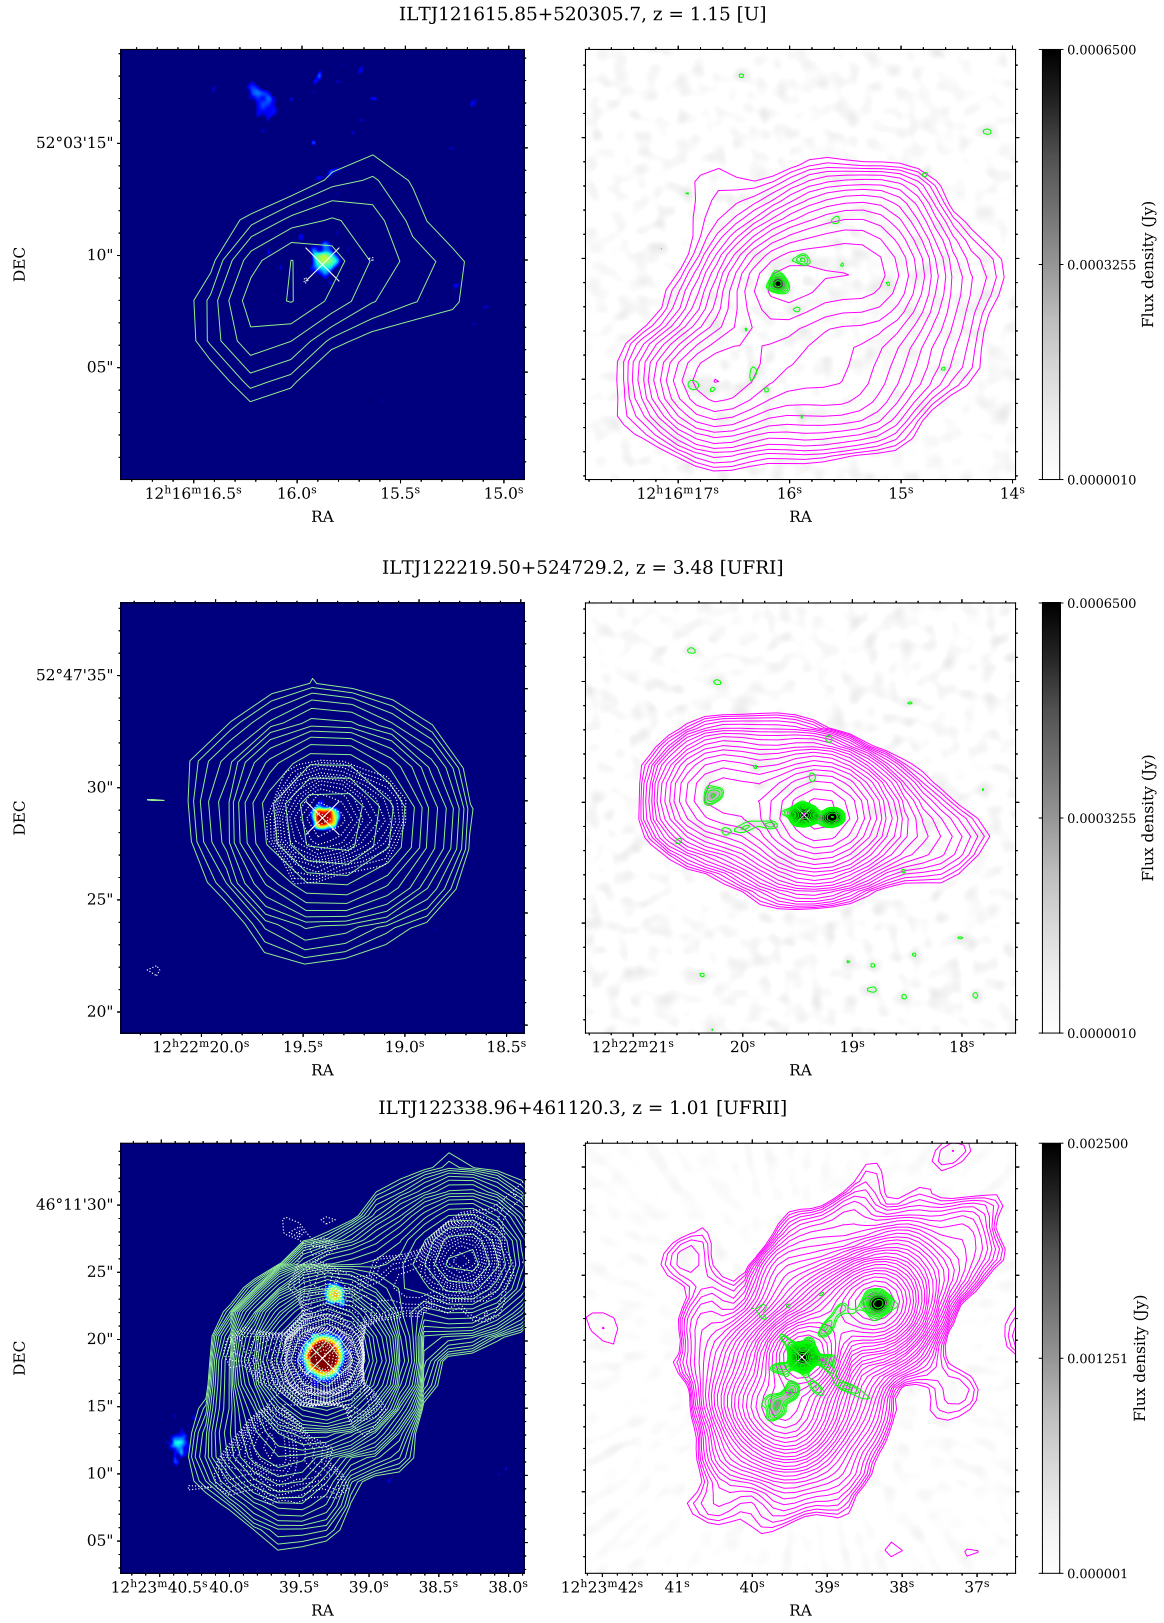 ILTJ121615.85+520305.7, z = 1.15 [U]
DEC
52°03'15"
10"
05"
12ʰ16ᵐ16.5ˢ 16.0ˢ 15.5ˢ 15.0ˢ
RA
12ʰ16ᵐ17ˢ 16ˢ 15ˢ 14ˢ
RA
0.0006500
0.0003255
0.0000010
Flux density (Jy)
ILTJ122219.50+524729.2, z = 3.48 [UFRI]
DEC
52°47'35"
30"
25"
20"
12ʰ22ᵐ20.0ˢ 19.5ˢ 19.0ˢ 18.5ˢ
RA
12ʰ22ᵐ21ˢ 20ˢ 19ˢ 18ˢ
RA
0.0006500
0.0003255
0.0000010
Flux density (Jy)
ILTJ122338.96+461120.3, z = 1.01 [UFRII]
DEC
46°11'30"
25"
20"
15"
10"
05"
12ʰ23ᵐ40.5ˢ40.0ˢ 39.5ˢ 39.0ˢ 38.5ˢ 38.0ˢ
RA
12ʰ23ᵐ42ˢ 41ˢ 40ˢ 39ˢ 38ˢ 37ˢ
RA
0.002500
0.001251
0.000001
Flux density (Jy)